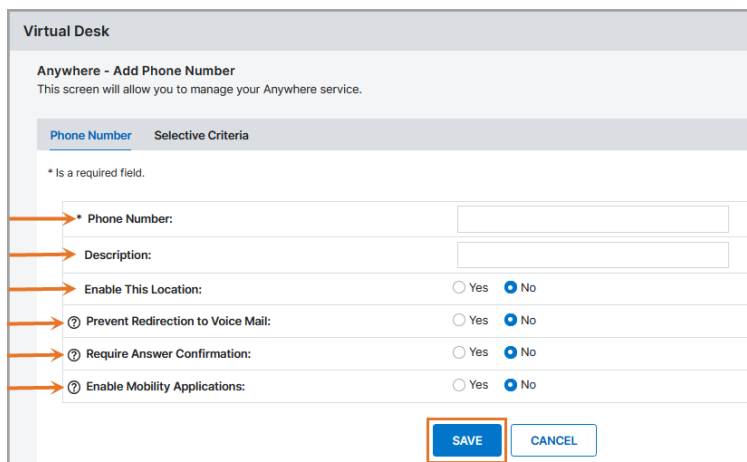 Virtual Desk
Anywhere - Add Phone Number
This screen will allow you to manage your Anywhere service.
Phone Number Selective Criteria
* Is a required field.
* Phone Number:
Description:
Enable This Location: Yes No
? Prevent Redirection to Voice Mail: Yes No
? Require Answer Confirmation: Yes No
? Enable Mobility Applications: Yes No
SAVE CANCEL